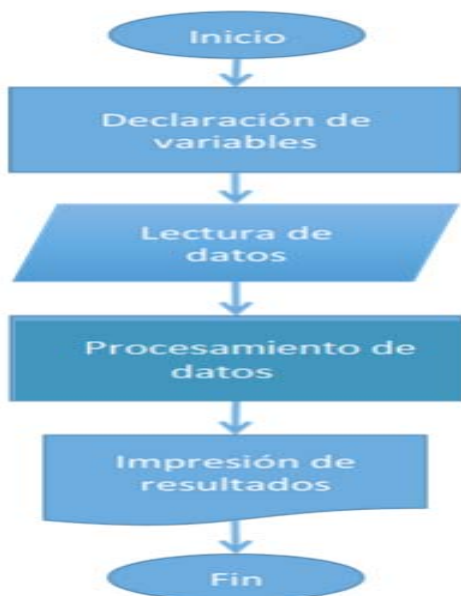 Inicio
Declaración de
variables
Lectura de
datos
Procesamiento de
datos
Impresión de
resultados
Fin